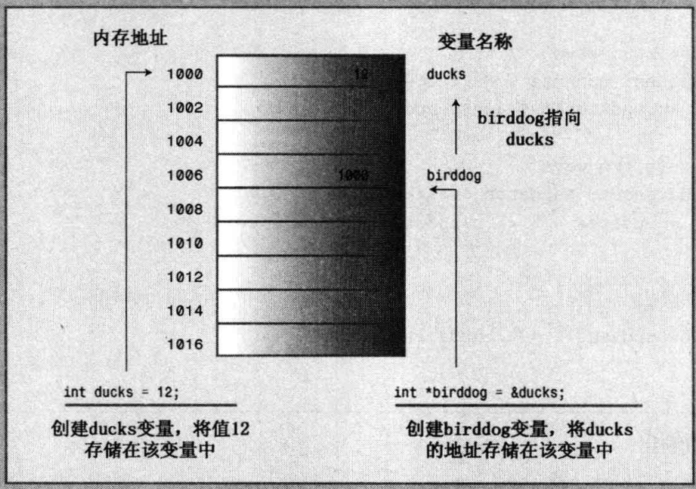 内存地址
变量名称
1000 12 ducks
1002
birddog指向
ducks
1004
1006 1000 birddog
1008
1010
1012
1014
1016
int ducks = 12;
创建ducks变量，将值12
存储在该变量中
int *birddog = &ducks;
创建birddog变量，将ducks
的地址存储在该变量中